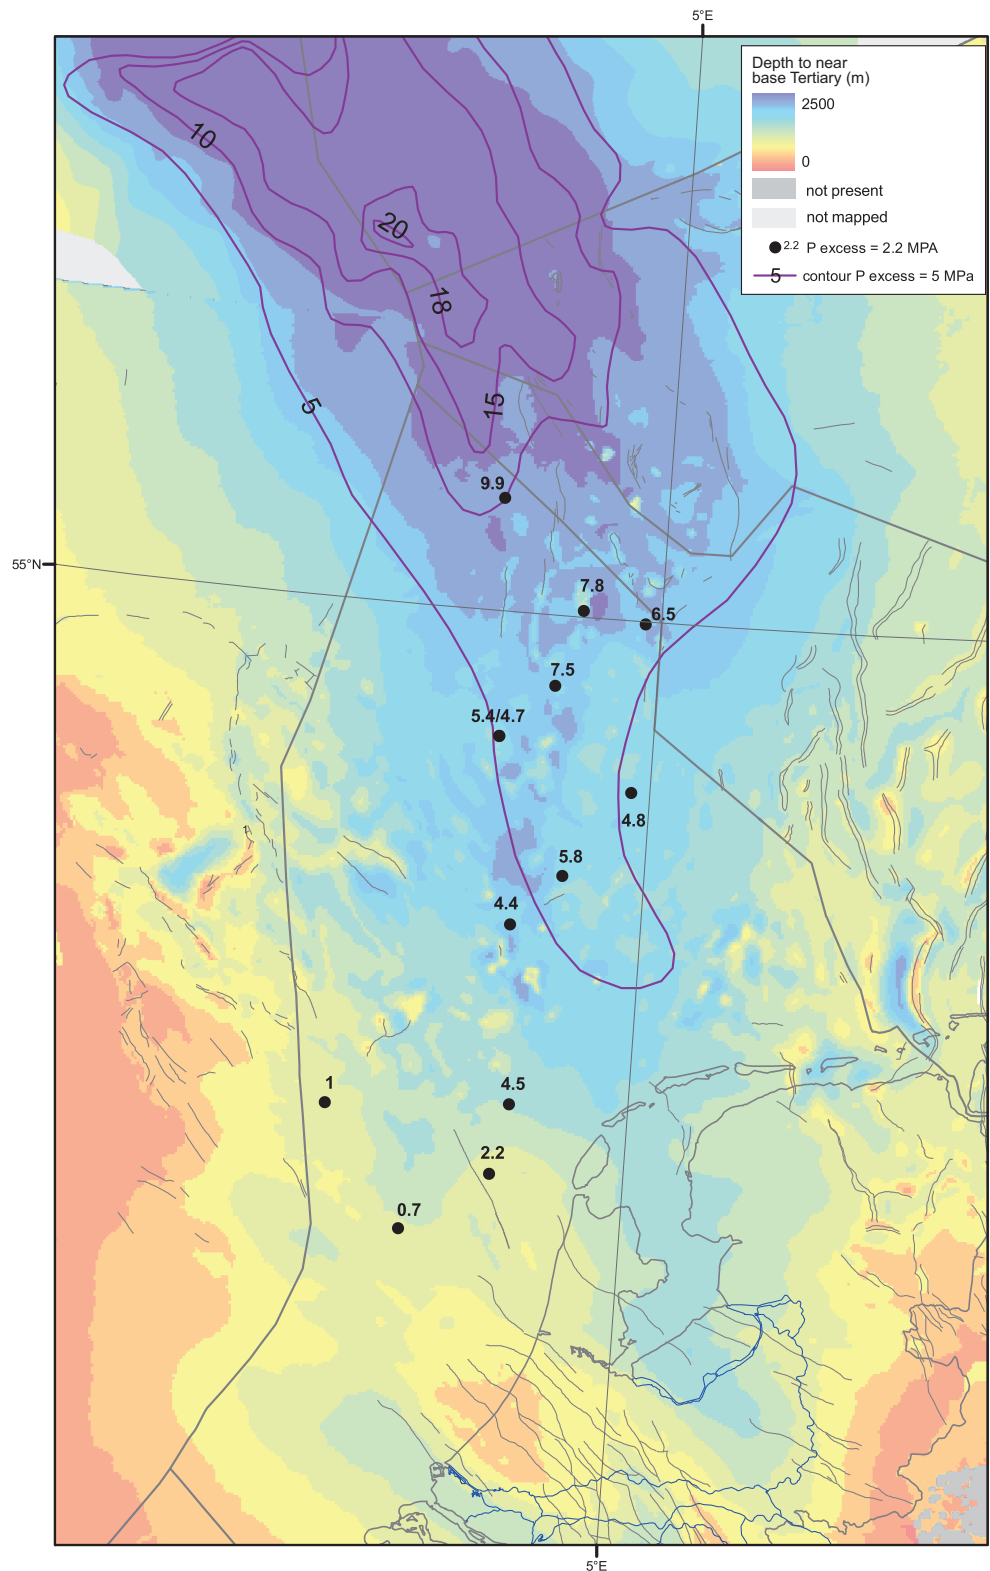 5°E
Depth to near
base Tertiary (m)
2500
0
not present
not mapped
2.2 P excess = 2.2 MPA
5 contour P excess = 5 MPa
10
20
18
5
15
9.9
55°N
7.8
6.5
7.5
5.4/4.7
4.8
1
5.8
4.4
1
4.5
2.2
0.7
5°E